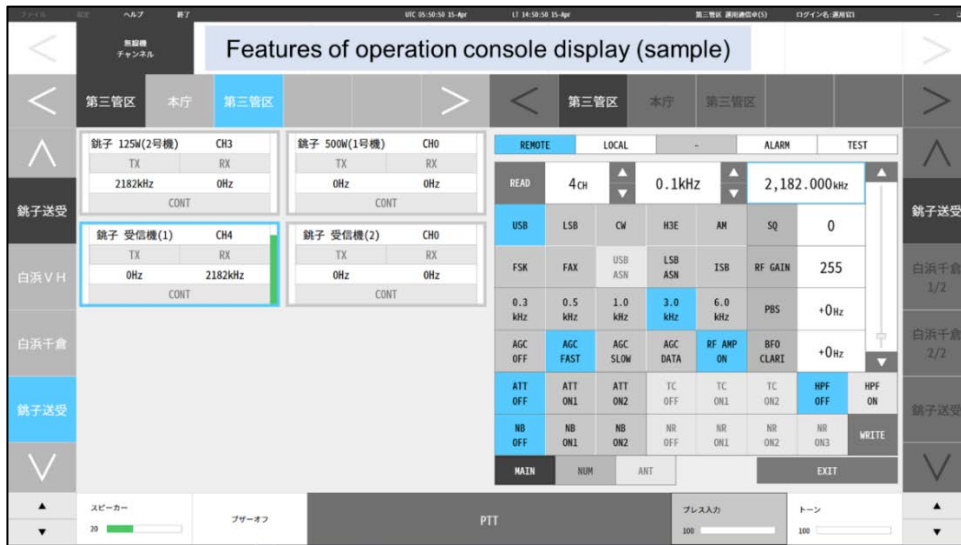 ファイル 設定 ヘルプ 終了 UTC 05:50:50 15-Apr LT 14:50:50 15-Apr
無線機
チャンネル
Features of operation console display (sample)
第三管区 本庁 第三管区
第三管区 本庁 第三管区
銚子送受
白浜VH
白浜千倉
銚子送受
銚子 125W(2号機) CH3
TX RX
2182kHz 0Hz
CONT
銚子 500W(1号機) CH0
TX RX
0Hz 0Hz
CONT
銚子 受信機(1) CH4
TX RX
0Hz 2182kHz
CONT
銚子 受信機(2) CH0
TX RX
0Hz 0Hz
CONT
REMOTE LOCAL - ALARM TEST
READ 4CH 0.1kHz 2,182.000kHz
USB LSB CW H3E AM SQ 0
FSK FAX USB ASN LSB ASN ISB RF GAIN 255
0.3 kHz 0.5 kHz 1.0 kHz 3.0 kHz 6.0 kHz PBS +0Hz
AGC OFF AGC FAST AGC SLOW AGC DATA RF AMP ON BFO CLARI +0Hz
ATT OFF ATT ON1 ATT ON2 TC OFF TC ON1 TC ON2 HPF OFF HPF ON
NB OFF NB ON1 NB ON2 NR OFF NR ON1 NR ON2 NR ON3 WRITE
MAIN NUM ANT EXIT
銚子送受
白浜千倉
1/2
白浜千倉
2/2
銚子送受
スピーカー
20
ブザーオフ
PTT
プレス入力
100
トーン
100